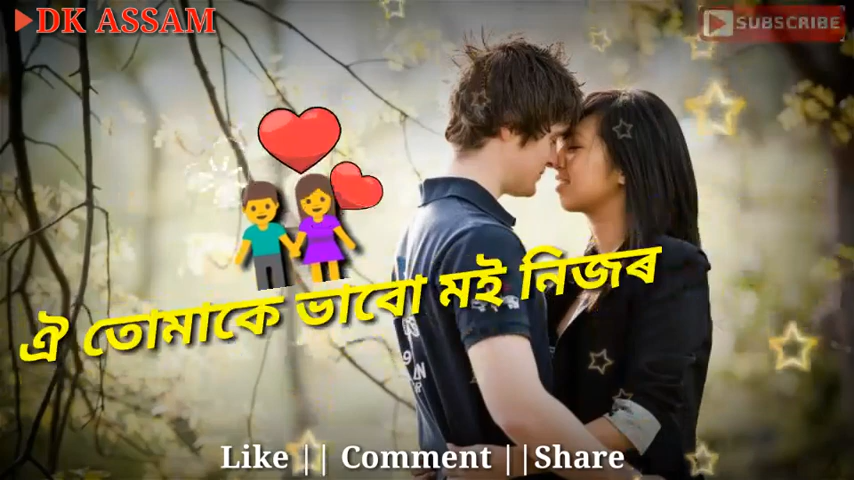 DK ASSAM
SUBSCRIBE
ঐ তোমাকে ভাবো মই নিজৰ
Like || Comment ||Share